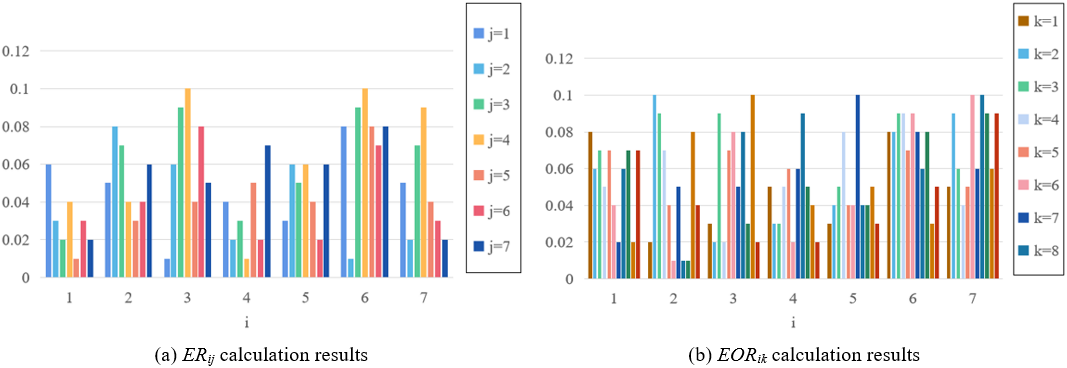 0.12
0.1
0.08
0.06
0.04
0.02
0
1 2 3 4 5 6 7
i
j=1
j=2
j=3
j=4
j=5
j=6
j=7
(a) ERij calculation results
0.12
0.1
0.08
0.06
0.04
0.02
0
1 2 3 4 5 6 7
i
k=1
k=2
k=3
k=4
k=5
k=6
k=7
k=8
(b) EORik calculation results